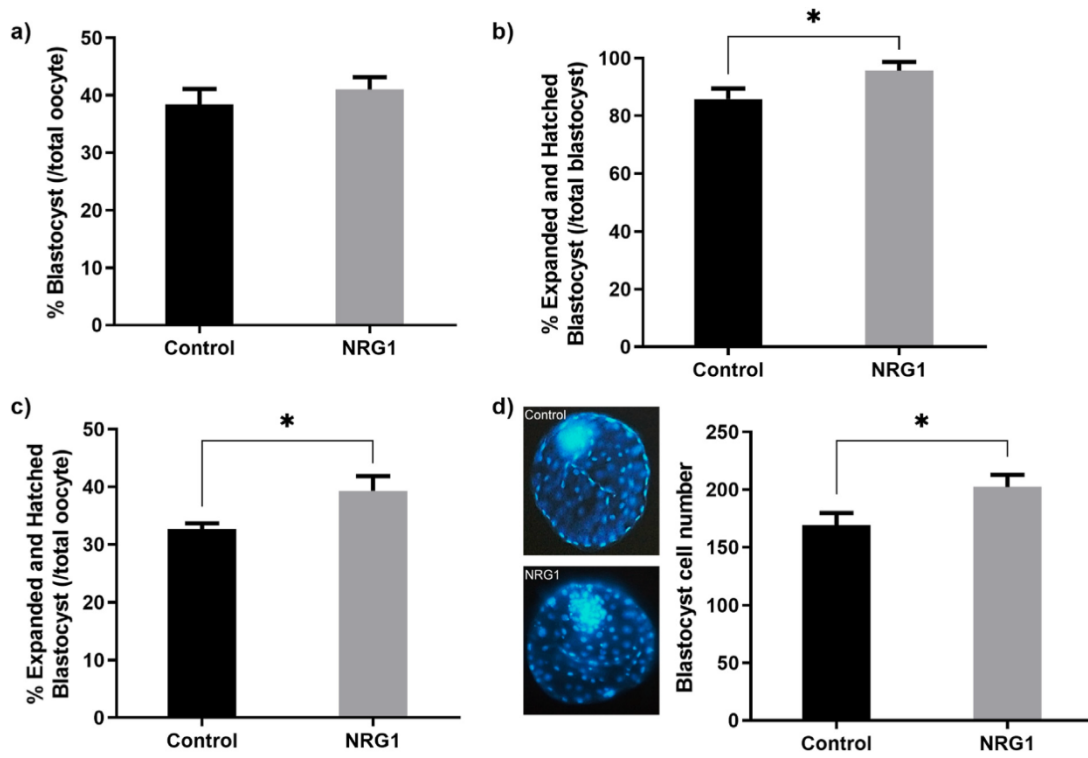 a)
% Blastocyst (/total oocyte)
50
40
30
20
10
0
Control NRG1
b)
% Expanded and Hatched
Blastocyst (/total blastocyst)
100
80
60
40
20
0
*
Control NRG1
c)
% Expanded and Hatched
Blastocyst (/total oocyte)
50
40
30
20
10
0
*
Control NRG1
d)
Control
NRG1
Blastocyst cell number
250
200
150
100
50
0
*
Control NRG1